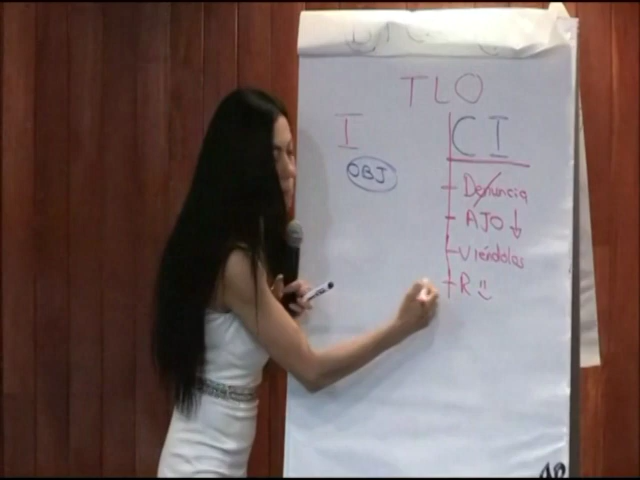 TLO
I
CI
OBJ
Denuncia
AJO ↓
Viéndolas
R